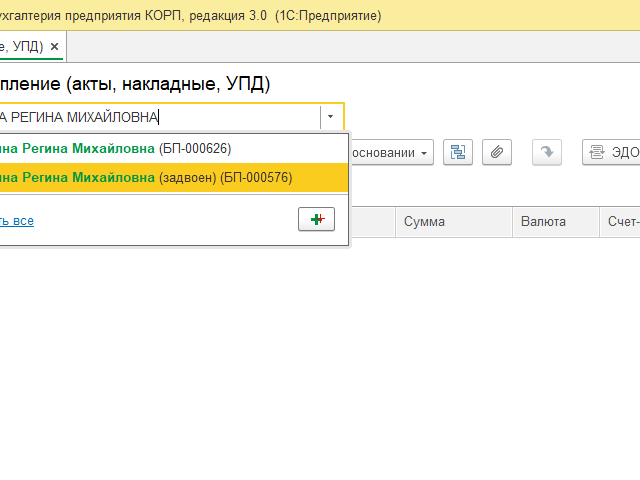 ухгалтерия предприятия КОРП, редакция 3.0 (1С:Предприятие)
е, УПД) ×
пление (акты, накладные, УПД)
А РЕГИНА МИХАЙЛОВНА
на Регина Михайловна (БП-000626)
основании
ЭДО
на Регина Михайловна (задвоен) (БП-000576)
ть все
Сумма Валюта Счет-